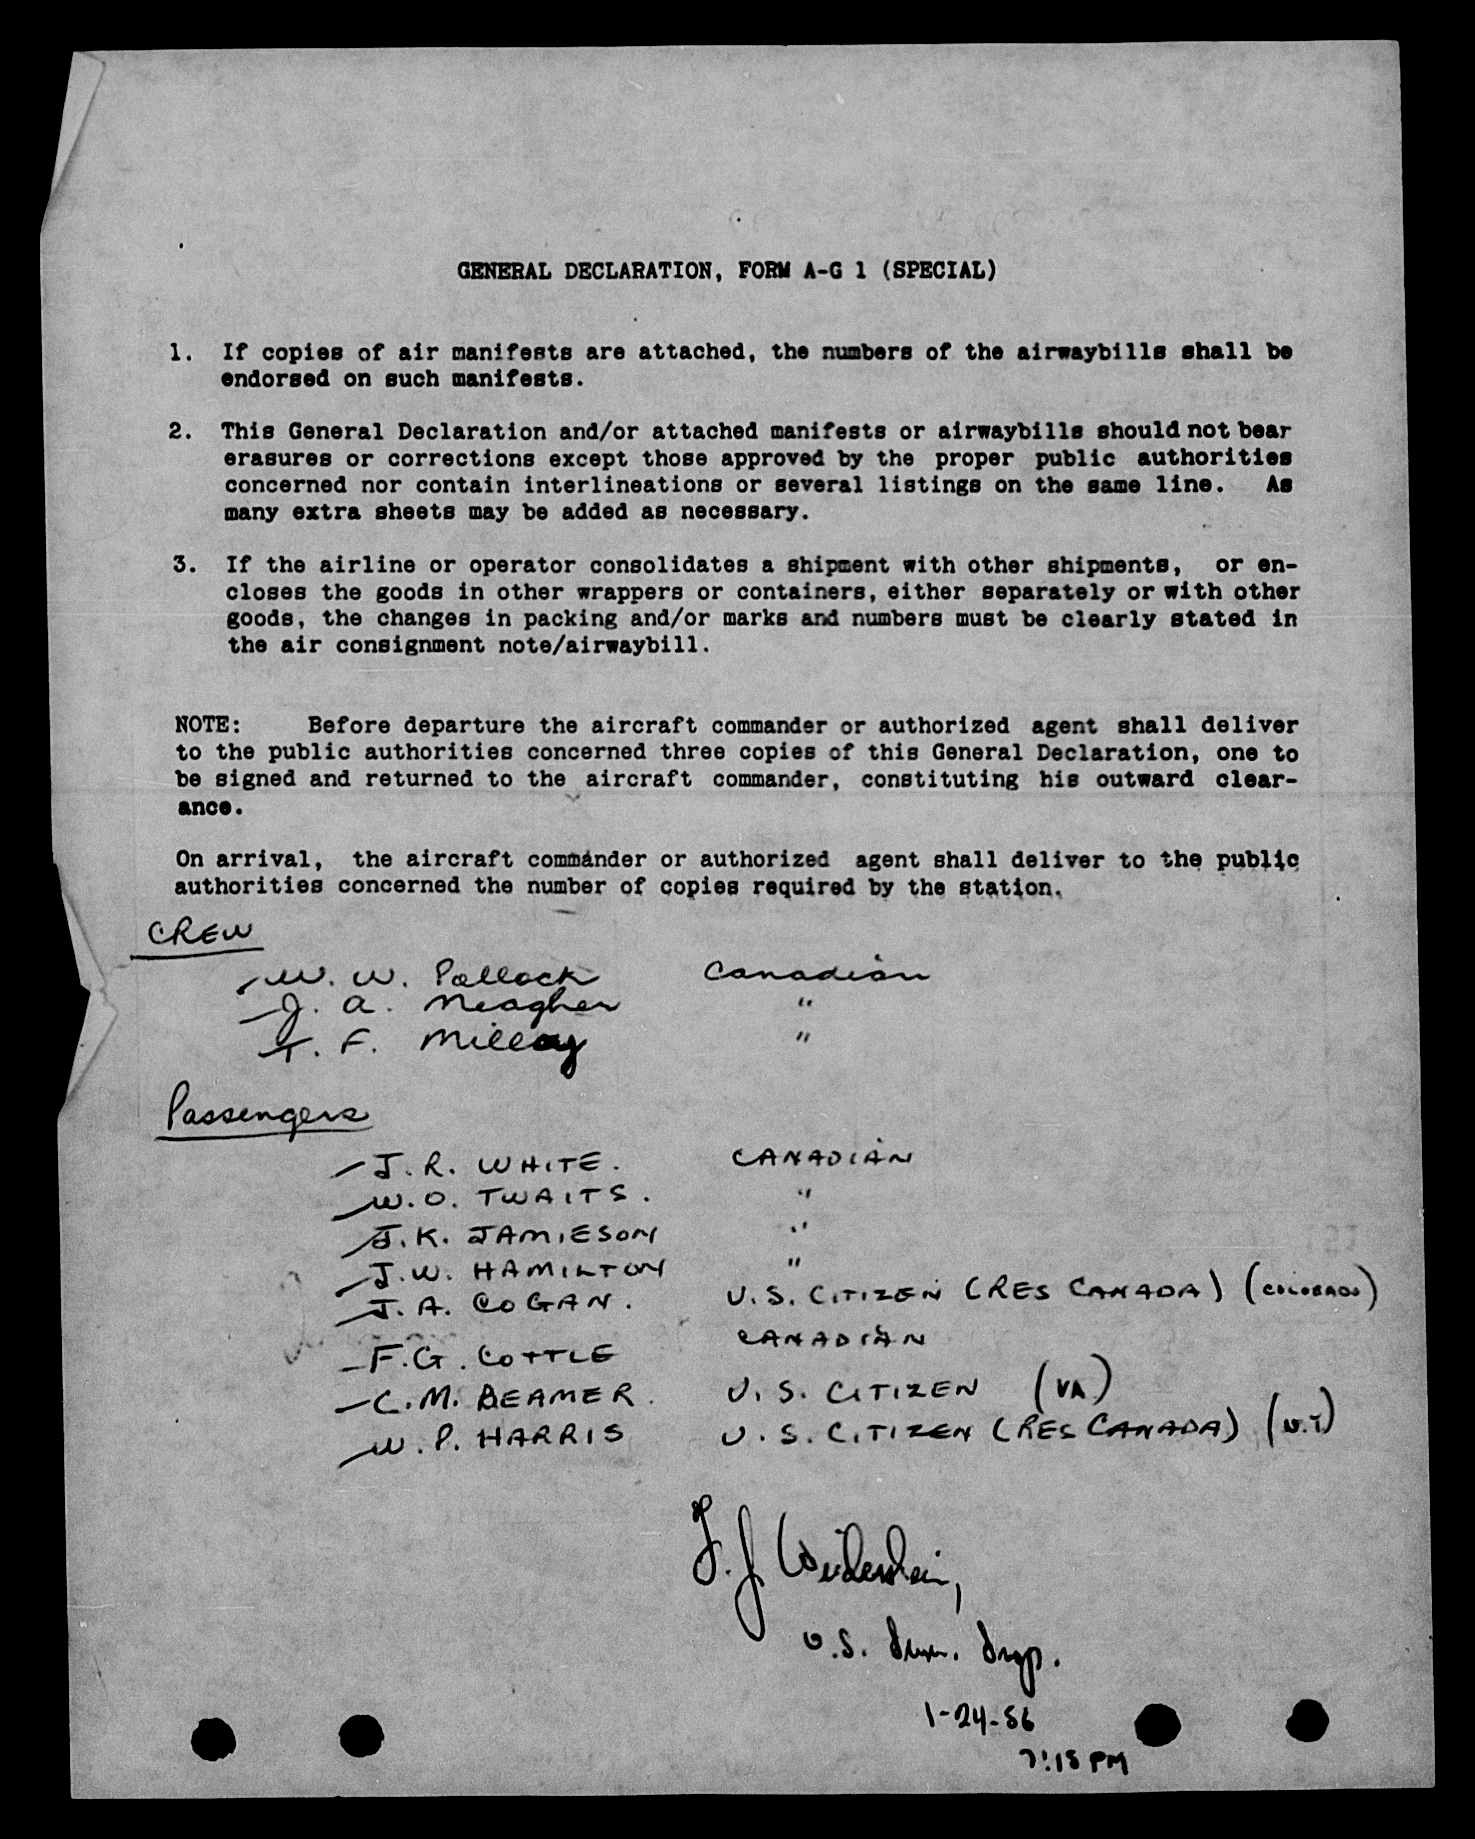 GENERAL DECLARATION, FORM A-G 1 (SPECIAL)
1. If copies of air manifests are attached, the numbers of the airwaybills shall be
endorsed on such manifests.
2. This General Declaration and/or attached manifests or airwaybills should not bear
erasures or corrections except those approved by the proper public authorities
concerned nor contain interlineations or several listings on the same line. As
many extra sheets may be added as necessary.
3. If the airline or operator consolidates a shipment with other shipments, or en-
closes the goods in other wrappers or containers, either separately or with other
goods, the changes in packing and/or marks and numbers must be clearly stated in
the air consignment note/airwaybill.
NOTE: Before departure the aircraft commander or authorized agent shall deliver
to the public authorities concerned three copies of this General Declaration, one to
be signed and returned to the aircraft commander, constituting his outward clear-
ance.
On arrival, the aircraft commander or authorized agent shall deliver to the public
authorities concerned the number of copies required by the station.
CREW
W. W. Pollock Canadian
J. A. Meagher "
T. F. Milloy "
Passengers
J. R. WHITE. CANADIAN
W. O. TWAITS. "
J. K. JAMIESON "
J. W. HAMILTON "
J. A. COGAN. U.S. CITIZEN (RES CANADA) (COLORADO)
F. G. COTTLE CANADIAN
C. M. BEAMER. U.S. CITIZEN (VA)
W. P. HARRIS U.S. CITIZEN (RES CANADA)
F. J.
U.S. Imm. Insp.
1-24-56
7:15 PM